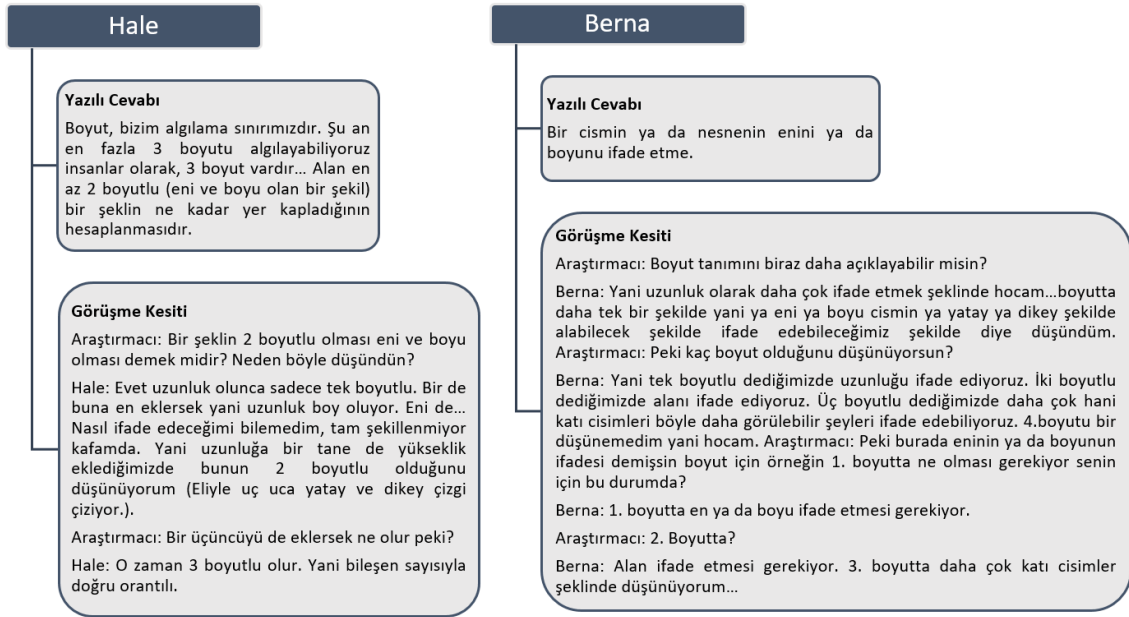 Hale
Yazılı Cevabı
Boyut, bizim algılama sınırımızdır. Şu an
en fazla 3 boyutu algılayabiliyoruz
insanlar olarak, 3 boyut vardır... Alan en
az 2 boyutlu (eni ve boyu olan bir şekil)
bir şeklin ne kadar yer kapladığının
hesaplanmasıdır.
Görüşme Kesiti
Araştırmacı: Bir şeklin 2 boyutlu olması eni ve boyu
olması demek midir? Neden böyle düşündün?
Hale: Evet uzunluk olunca sadece tek boyutlu. Bir de
buna en eklersek yani uzunluk boy oluyor. Eni de...
Nasıl ifade edeceğimi bilemedim, tam şekillenmiyor
kafamda. Yani uzunluğa bir tane de yükseklik
eklediğimizde bunun 2 boyutlu olduğunu
düşünüyorum (Eliyle uç uca yatay ve dikey çizgi
çiziyor.).
Araştırmacı: Bir üçüncüyü de eklersek ne olur peki?
Hale: O zaman 3 boyutlu olur. Yani bileşen sayısıyla
doğru orantılı.
Berna
Yazılı Cevabı
Bir cismin ya da nesnenin enini ya da
boyunu ifade etme.
Görüşme Kesiti
Araştırmacı: Boyut tanımını biraz daha açıklayabilir misin?
Berna: Yani uzunluk olarak daha çok ifade etmek şeklinde hocam...boyutta
daha tek bir şekilde yani ya eni ya boyu cismin ya yatay ya dikey şekilde
alabilecek şekilde ifade edebileceğimiz şekilde diye düşündüm.
Araştırmacı: Peki kaç boyut olduğunu düşünüyorsun?
Berna: Yani tek boyutlu dediğimizde uzunluğu ifade ediyoruz. İki boyutlu
dediğimizde alanı ifade ediyoruz. Üç boyutlu dediğimizde daha çok hani
katı cisimleri böyle daha görülebilir şeyleri ifade edebiliyoruz. 4.boyutu bir
düşünemedim yani hocam. Araştırmacı: Peki burada eninin ya da boyunun
ifadesi demişsin boyut için örneğin 1. boyutta ne olması gerekiyor senin
için bu durumda?
Berna: 1. boyutta en ya da boyu ifade etmesi gerekiyor.
Araştırmacı: 2. Boyutta?
Berna: Alan ifade etmesi gerekiyor. 3. boyutta daha çok katı cisimler
şeklinde düşünüyorum...